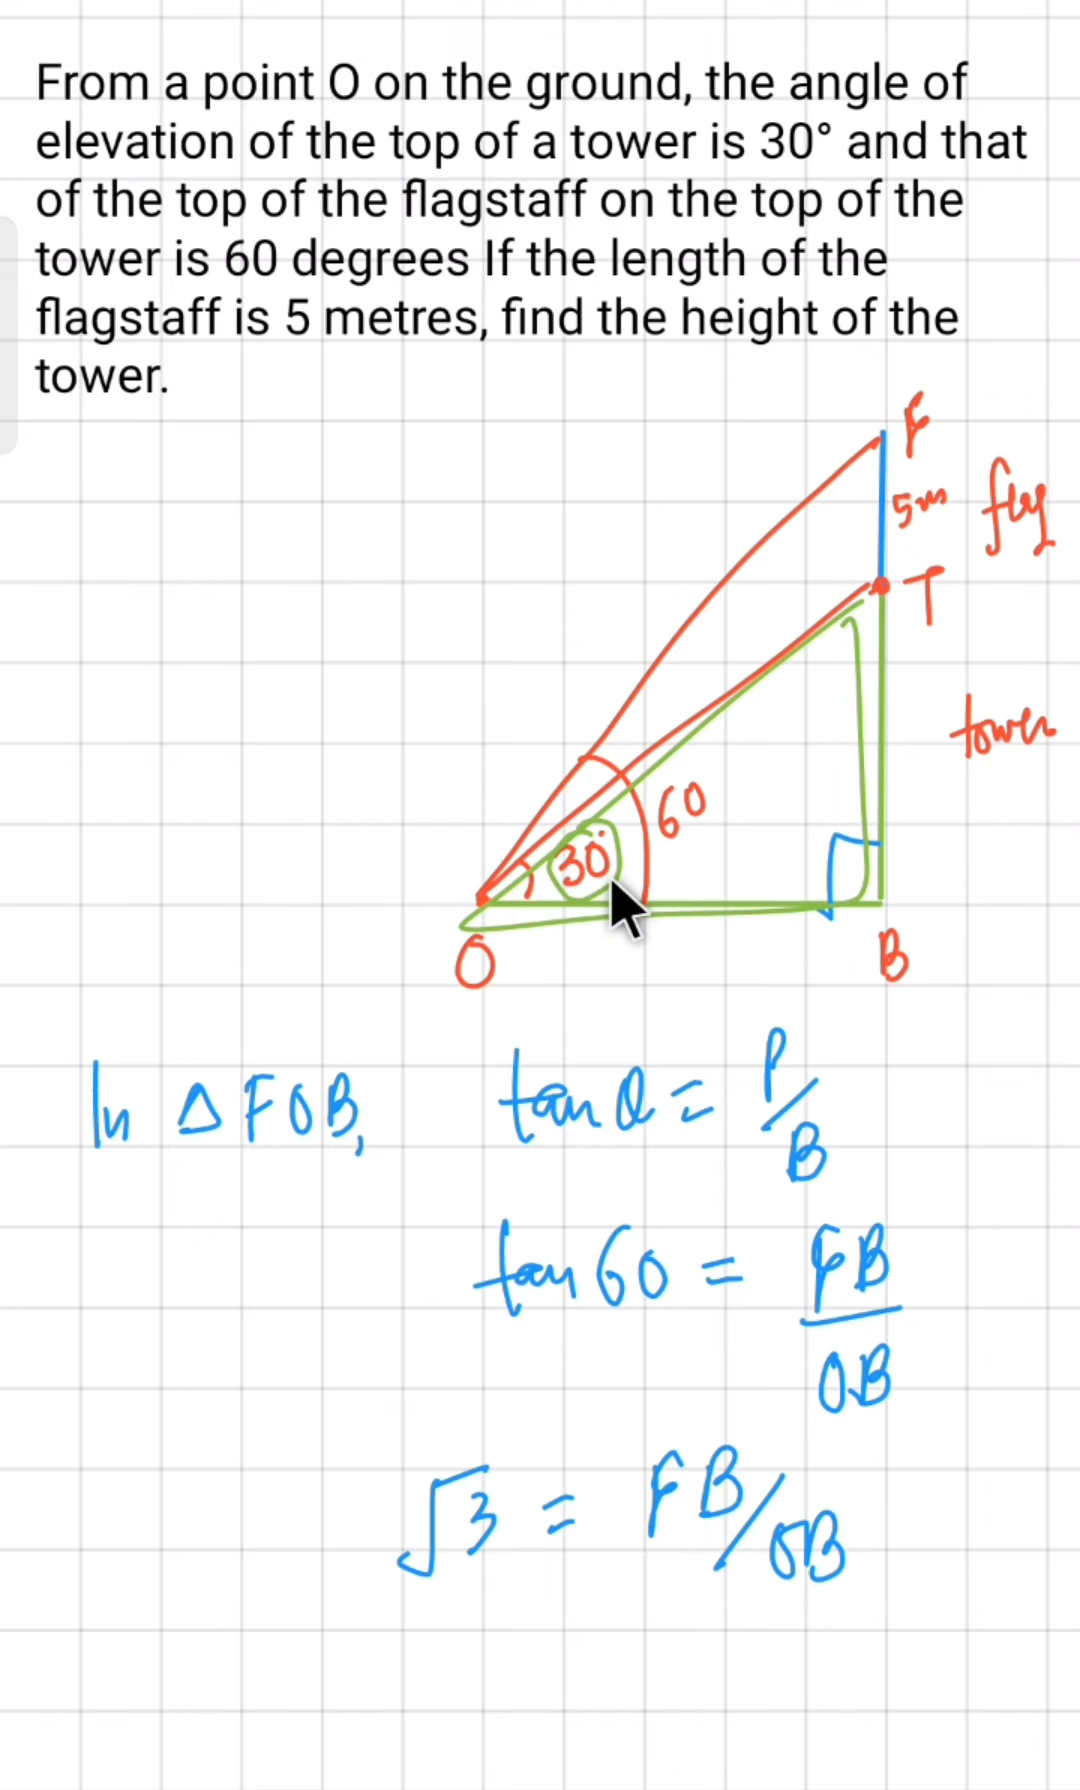 From a point O on the ground, the angle of
elevation of the top of a tower is 30° and that
of the top of the flagstaff on the top of the
tower is 60 degrees If the length of the
flagstaff is 5 metres, find the height of the
tower.
F
5m flag
T
tower
60
30°
O
B
In Δ FOB, tan θ = P/B
tan 60 = FB/OB
√3 = FB/OB